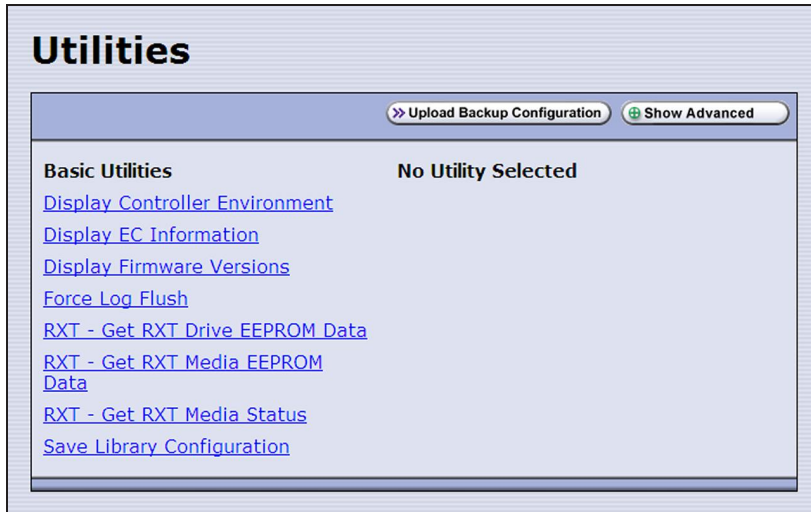 Utilities
Upload Backup Configuration
Show Advanced
Basic Utilities
No Utility Selected
Display Controller Environment
Display EC Information
Display Firmware Versions
Force Log Flush
RXT - Get RXT Drive EEPROM Data
RXT - Get RXT Media EEPROM
Data
RXT - Get RXT Media Status
Save Library Configuration